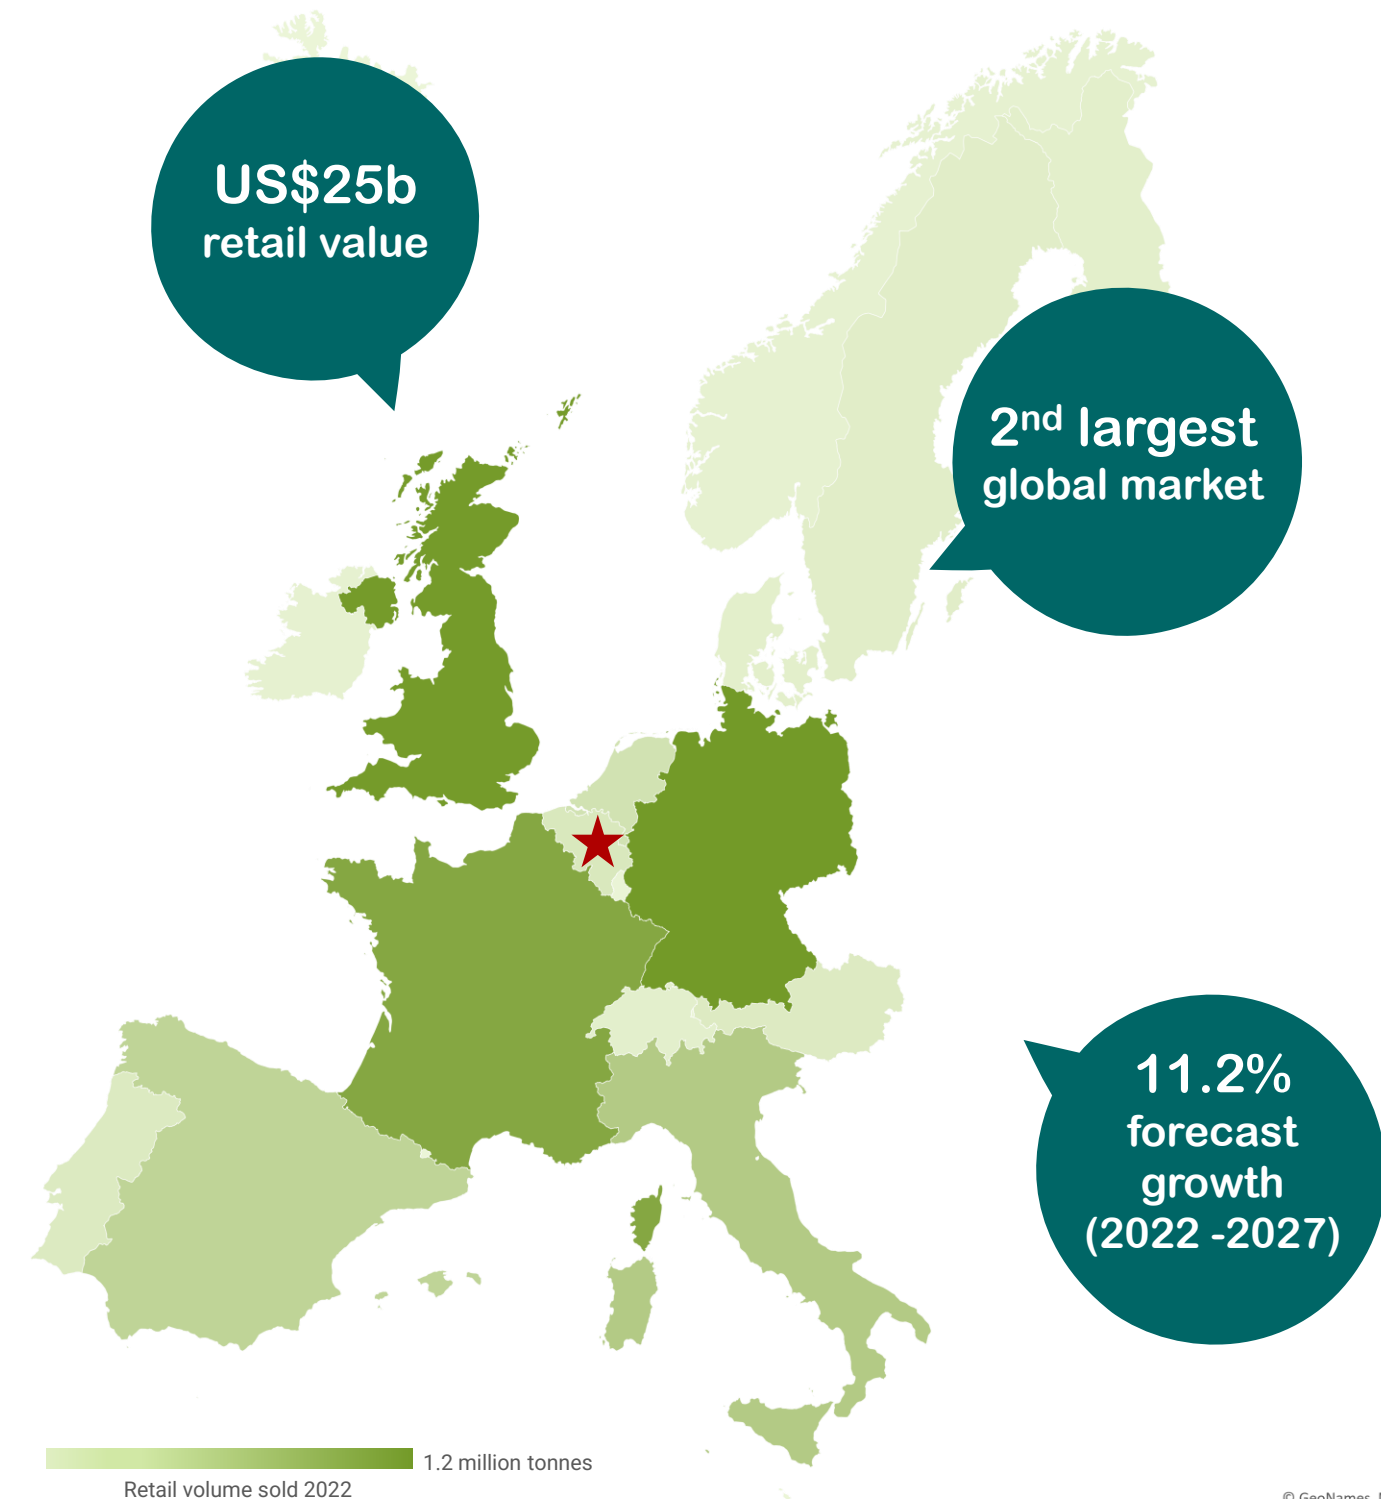 US$25b
retail value
2nd largest
global market
11.2%
forecast
growth
(2022 -2027)
1.2 million tonnes
Retail volume sold 2022
© GeoNames,